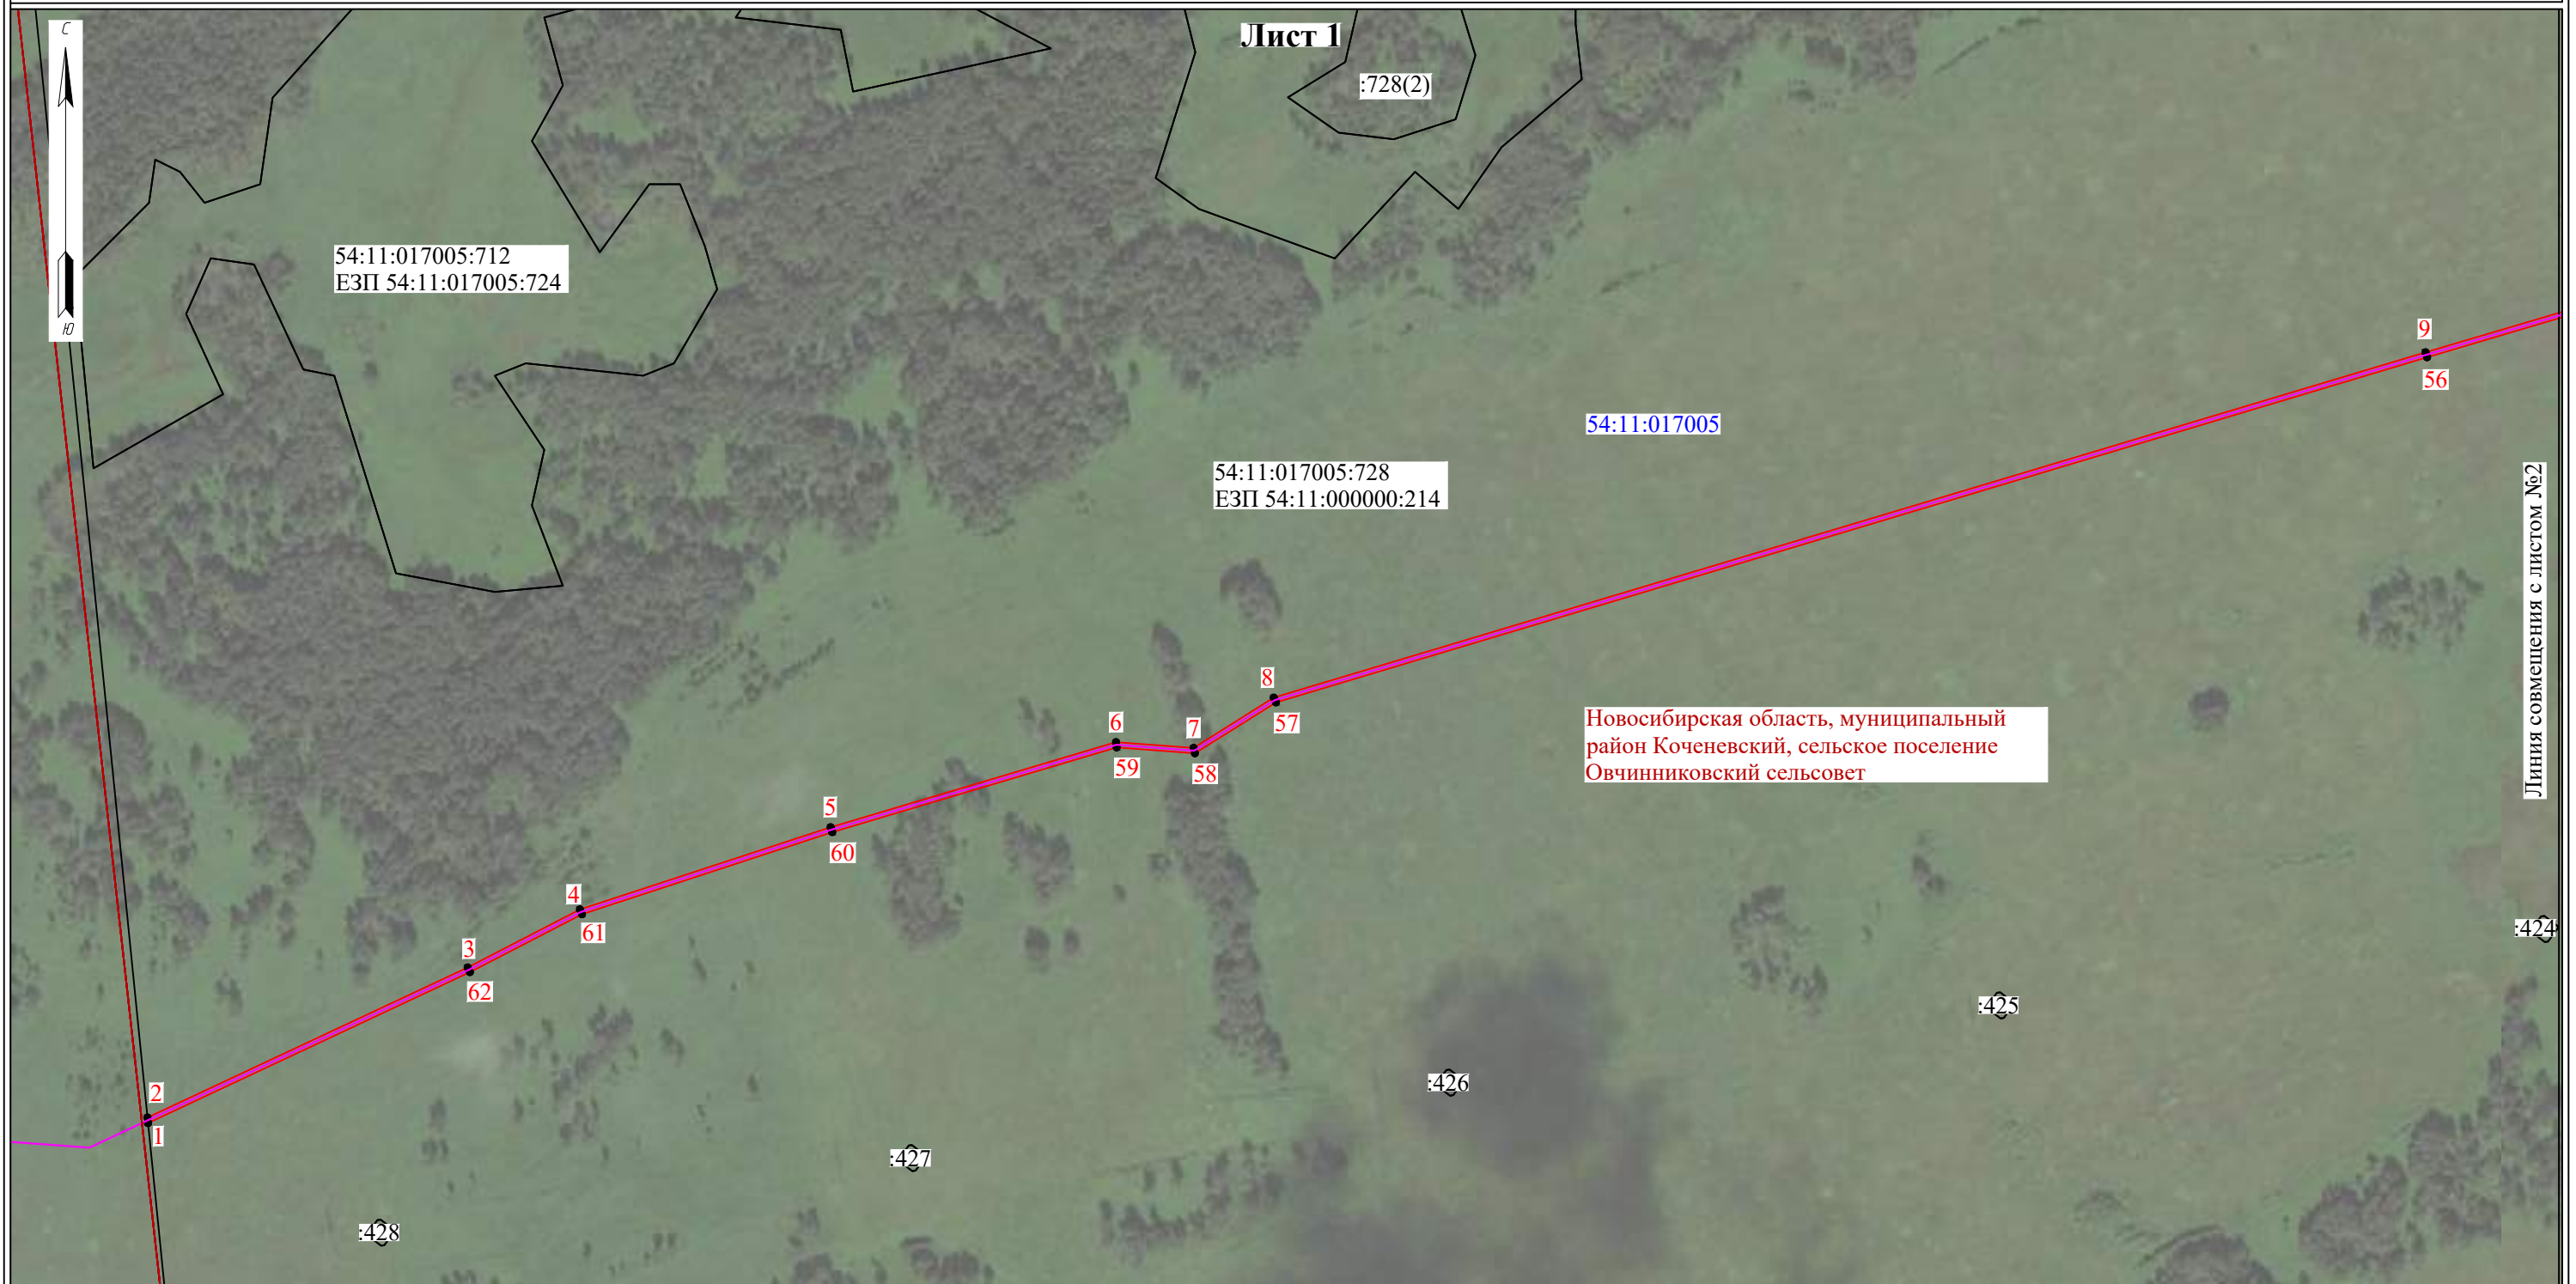 Лист 1
С
:728(2)
54:11:017005:712
ЕЗП 54:11:017005:724
Ю
9
56
54:11:017005
54:11:017005:728
ЕЗП 54:11:000000:214
Линия совмещения с листом №2
8
57
Новосибирская область, муниципальный
район Коченевский, сельское поселение
Овчинниковский сельсовет
6
7
59
58
5
60
4
61
3
62
:424
:425
:426
2
1
:427
:428